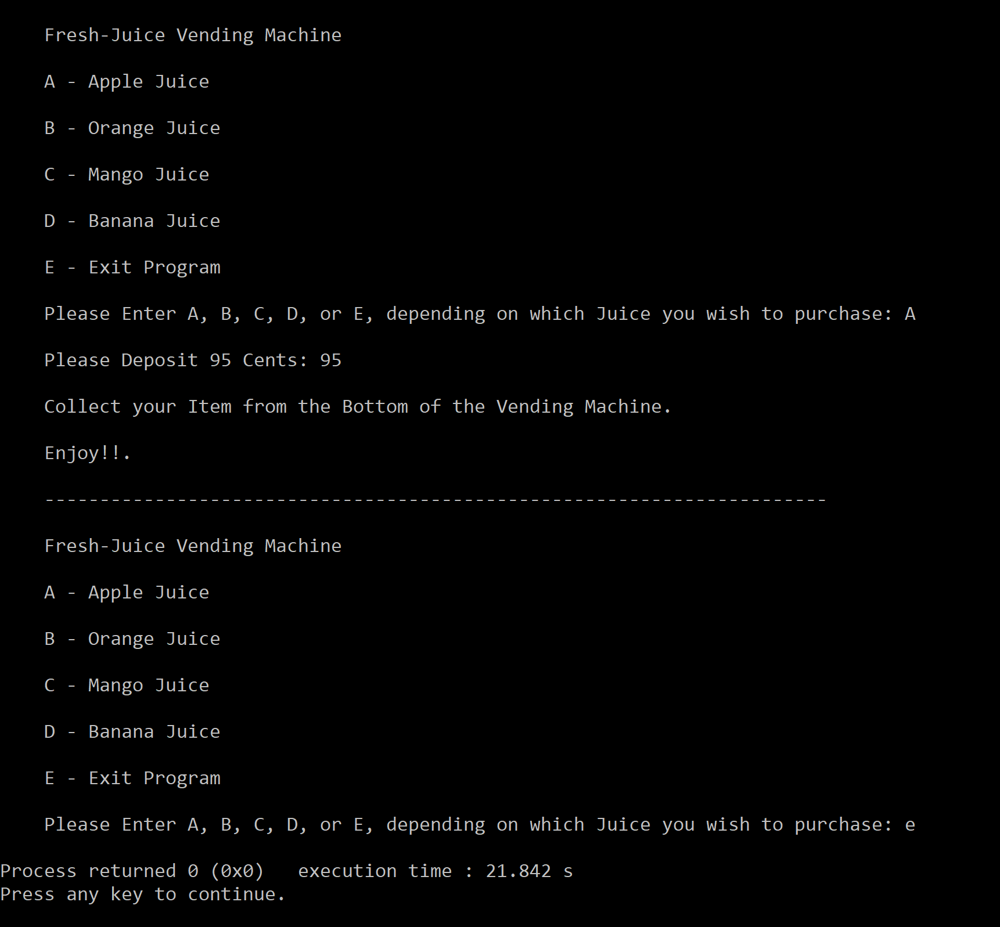 Fresh-Juice Vending Machine
A - Apple Juice
B - Orange Juice
C - Mango Juice
D - Banana Juice
E - Exit Program
Please Enter A, B, C, D, or E, depending on which Juice you wish to purchase: A
Please Deposit 95 Cents: 95
Collect your Item from the Bottom of the Vending Machine.
Enjoy!!.
-----------------------------------------------------------------------
Fresh-Juice Vending Machine
A - Apple Juice
B - Orange Juice
C - Mango Juice
D - Banana Juice
E - Exit Program
Please Enter A, B, C, D, or E, depending on which Juice you wish to purchase: e
Process returned 0 (0x0)   execution time : 21.842 s
Press any key to continue.